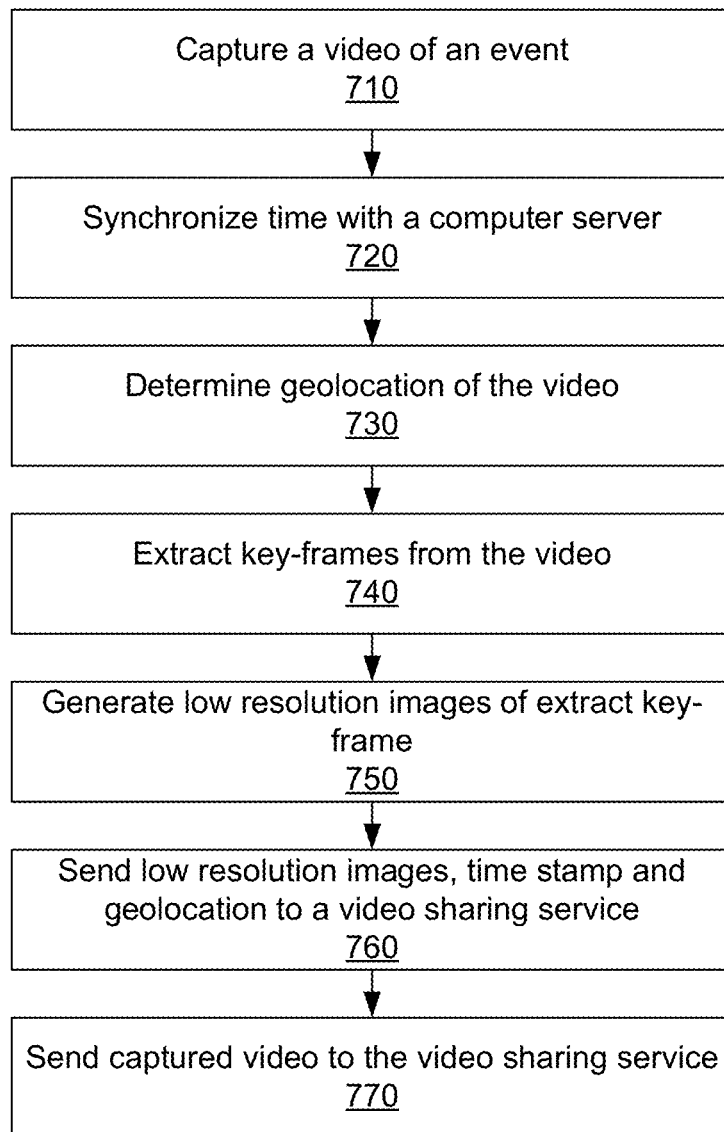 Capture a video of an event
710
Synchronize time with a computer server
720
Determine geolocation of the video
730
Extract key-frames from the video
740
Generate low resolution images of extract key-
frame
750
Send low resolution images, time stamp and
geolocation to a video sharing service
760
Send captured video to the video sharing service
770